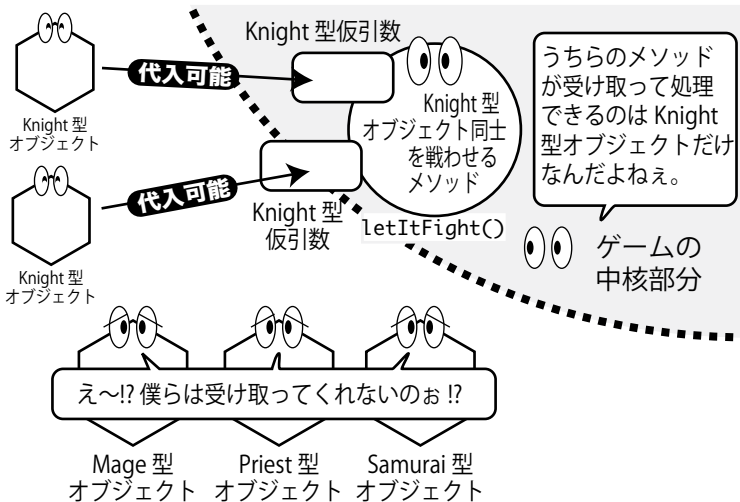 Knight 型
オブジェクト
代入可能
Knight 型仮引数
Knight 型
オブジェクト同士
を戦わせる
メソッド
letItFight()
Knight 型
オブジェクト
代入可能
Knight 型
仮引数
うちらのメソッド
が受け取って処理
できるのは Knight
型オブジェクトだけ
なんだよねぇ。
ゲームの
中核部分
え〜!? 僕らは受け取ってくれないのぉ !?
Mage 型
オブジェクト
Priest 型
オブジェクト
Samurai 型
オブジェクト